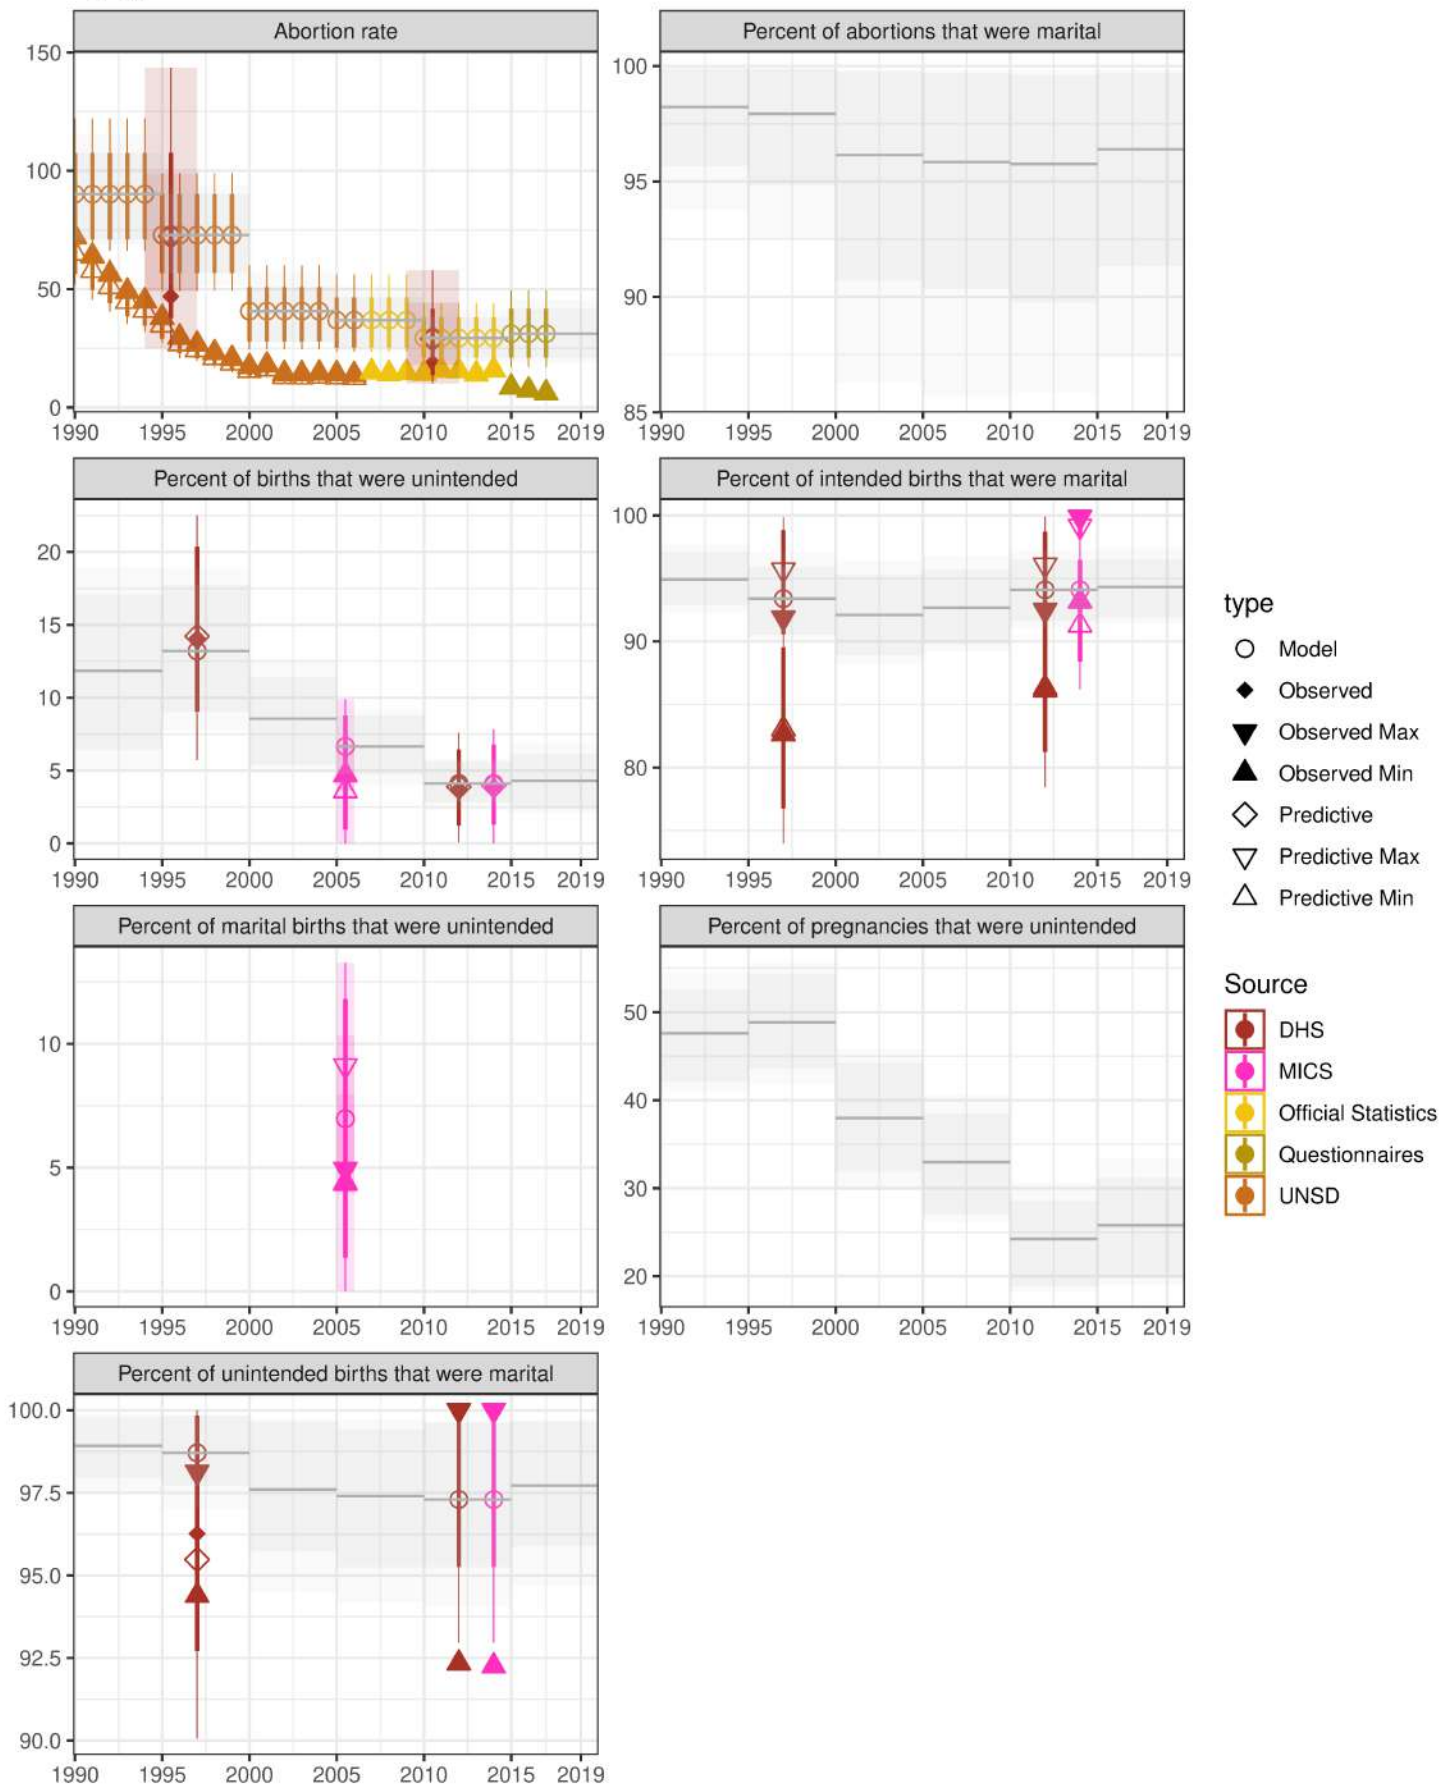 Abortion rate
150
100
50
0
1990 1995 2000 2005 2010 2015 2019
Percent of abortions that were marital
100
95
90
85
1990 1995 2000 2005 2010 2015 2019
Percent of births that were unintended
20
15
10
5
0
1990 1995 2000 2005 2010 2015 2019
Percent of intended births that were marital
100
90
80
1990 1995 2000 2005 2010 2015 2019
Percent of marital births that were unintended
10
5
0
1990 1995 2000 2005 2010 2015 2019
Percent of pregnancies that were unintended
50
40
30
20
1990 1995 2000 2005 2010 2015 2019
Percent of unintended births that were marital
100.0
97.5
95.0
92.5
90.0
1990 1995 2000 2005 2010 2015 2019
type
Model
Observed
Observed Max
Observed Min
Predictive
Predictive Max
Predictive Min
Source
DHS
MICS
Official Statistics
Questionnaires
UNSD